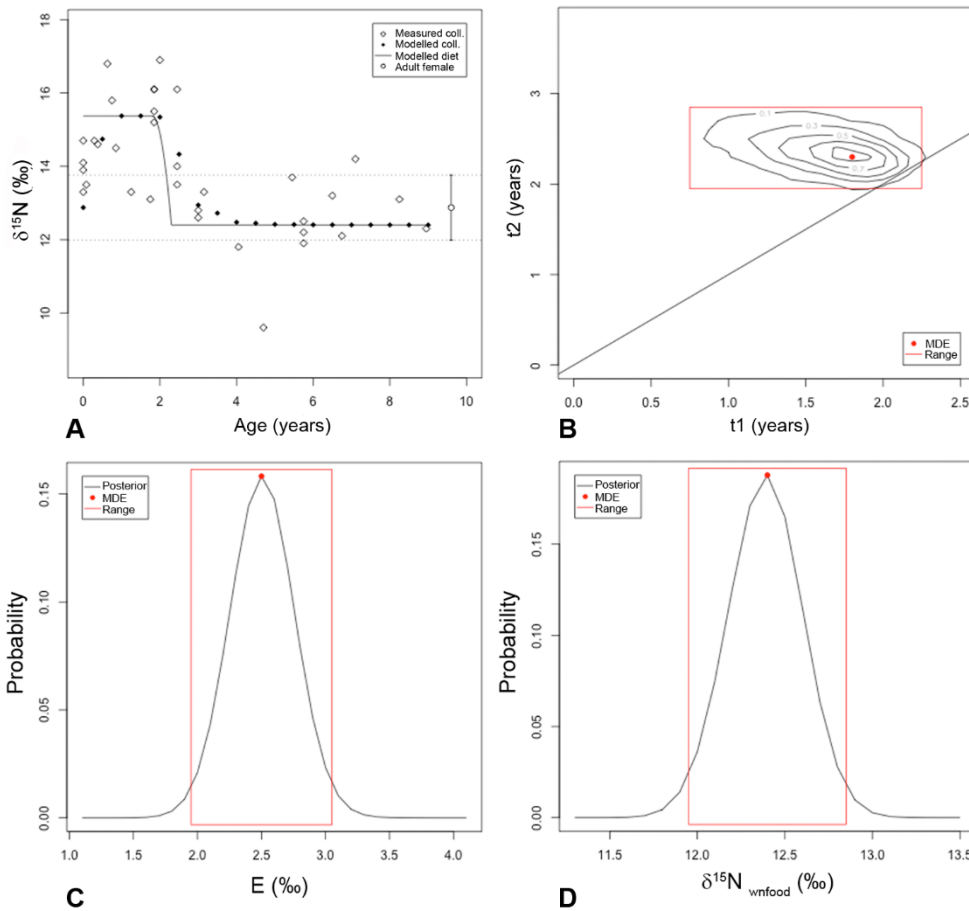 18
16
14
12
10
δ15N (‰)
Measured coll.
Modelled coll.
Modelled diet
Adult female
0 2 4 6 8 10
A
Age (years)
3
2
1
0
t2 (years)
0.1
0.3
0.5
0.7
MDE
Range
0.0 0.5 1.0 1.5 2.0 2.5
B
t1 (years)
Posterior
MDE
Range
0.15
0.10
0.05
0.00
Probability
1.0 1.5 2.0 2.5 3.0 3.5 4.0
C
E (‰)
Posterior
MDE
Range
0.15
0.10
0.05
0.00
Probability
11.5 12.0 12.5 13.0 13.5
D
δ15N wnfood (‰)